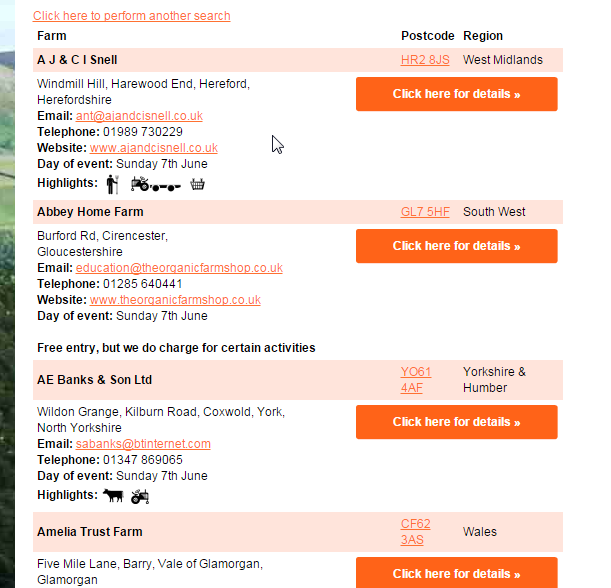 Click here to perform another search
Farm Postcode Region
A J & C I Snell HR2 8JS West Midlands
Windmill Hill, Harewood End, Hereford,
Herefordshire
Click here for details »
Email: ant@ajandcisnell.co.uk
Telephone: 01989 730229
Website: www.ajandcisnell.co.uk
Day of event: Sunday 7th June
Highlights:
Abbey Home Farm GL7 5HF South West
Burford Rd, Cirencester,
Gloucestershire
Click here for details »
Email: education@theorganicfarmshop.co.uk
Telephone: 01285 640441
Website: www.theorganicfarmshop.co.uk
Day of event: Sunday 7th June
Free entry, but we do charge for certain activities
AE Banks & Son Ltd YO61 4AF Yorkshire & Humber
Wildon Grange, Kilburn Road, Coxwold, York,
North Yorkshire
Click here for details »
Email: sabanks@btinternet.com
Telephone: 01347 869065
Day of event: Sunday 7th June
Highlights:
Amelia Trust Farm CF62 3AS Wales
Five Mile Lane, Barry, Vale of Glamorgan,
Glamorgan
Click here for details »